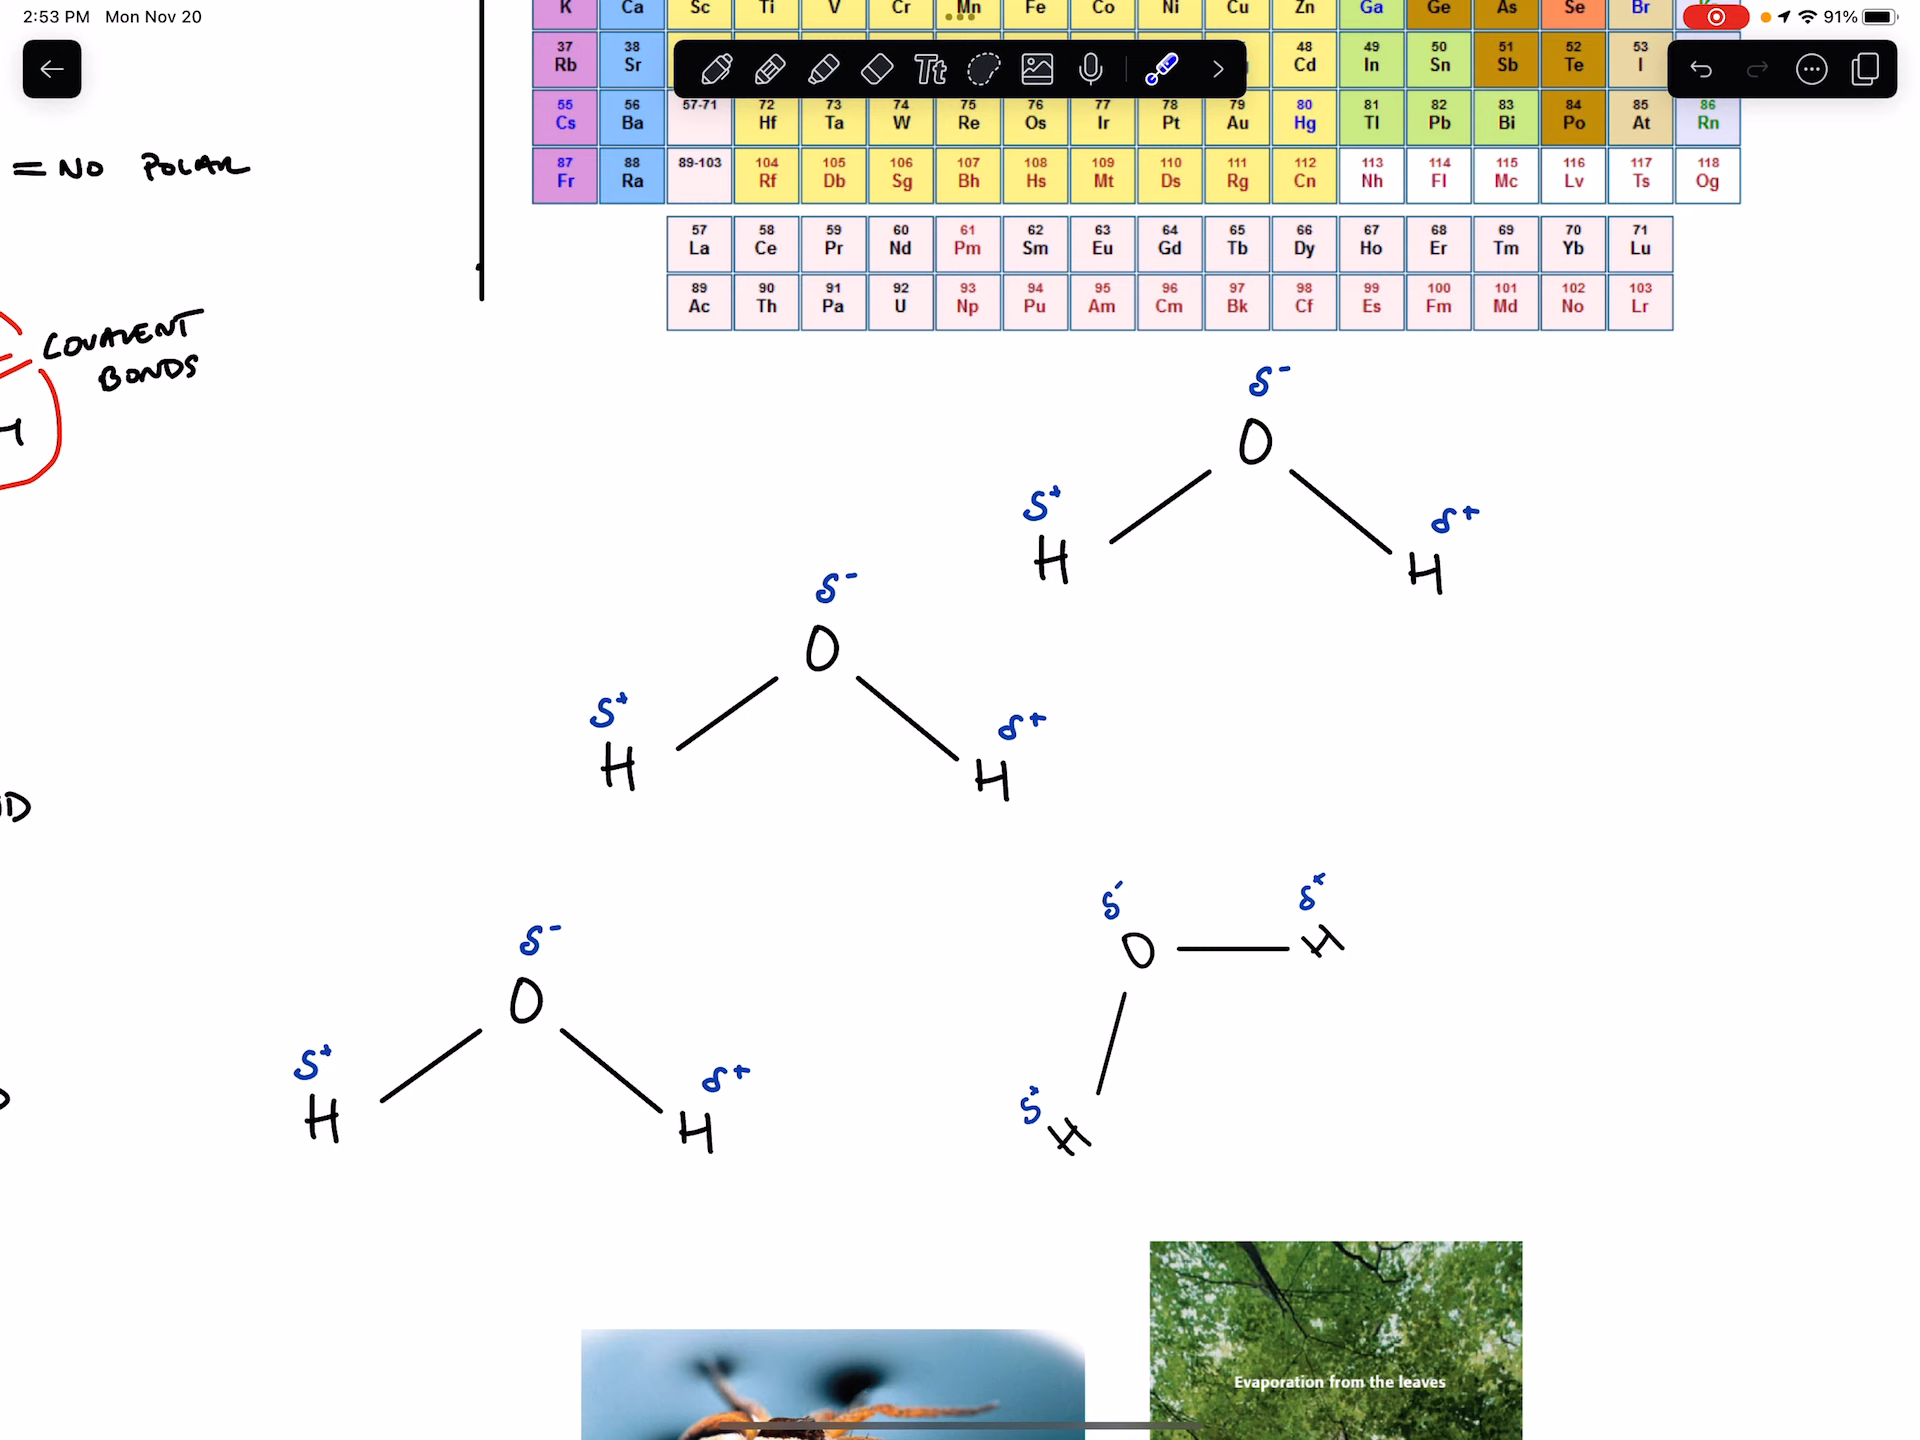 2:53 PM Mon Nov 20
91%
K Ca Sc Ti V Cr Mn Fe Co Ni Cu Zn Ga Ge As Se Br
37 38 48 49 50 51 52 53
Rb Sr Tt Cd In Sn Sb Te I
55 56 57-71 72 73 74 75 76 77 78 79 80 81 82 83 84 85 86
Cs Ba Hf Ta W Re Os Ir Pt Au Hg Tl Pb Bi Po At Rn
87 88 89-103 104 105 106 107 108 109 110 111 112 113 114 115 116 117 118
Fr Ra Rf Db Sg Bh Hs Mt Ds Rg Cn Nh Fl Mc Lv Ts Og
= NO POLAR
57 58 59 60 61 62 63 64 65 66 67 68 69 70 71
La Ce Pr Nd Pm Sm Eu Gd Tb Dy Ho Er Tm Yb Lu
89 90 91 92 93 94 95 96 97 98 99 100 101 102 103
Ac Th Pa U Np Pu Am Cm Bk Cf Es Fm Md No Lr
COVALENT
BONDS
H
δ-
O
δ+ δ+
H H
δ-
O
δ+ δ+
H H
ID
δ- δ+
O H
δ-
O
δ+ δ+
H H
δ+
H
Evaporation from the leaves